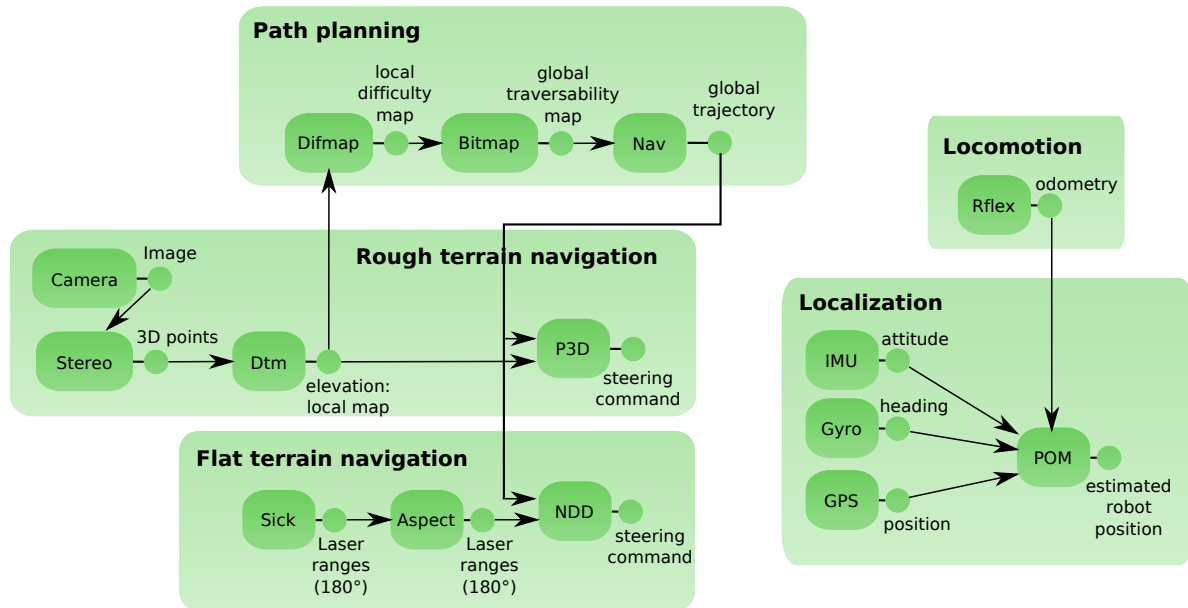 Path planning
local
difficulty
map
global
traversability
map
global
trajectory
Difmap
Bitmap
Nav
Locomotion
Rflex
odometry
Rough terrain navigation
Camera
Image
Stereo
3D points
Dtm
elevation:
local map
P3D
steering
command
Flat terrain navigation
Sick
Laser
ranges
(180°)
Aspect
Laser
ranges
(180°)
NDD
steering
command
Localization
IMU
attitude
Gyro
heading
GPS
position
POM
estimated
robot
position